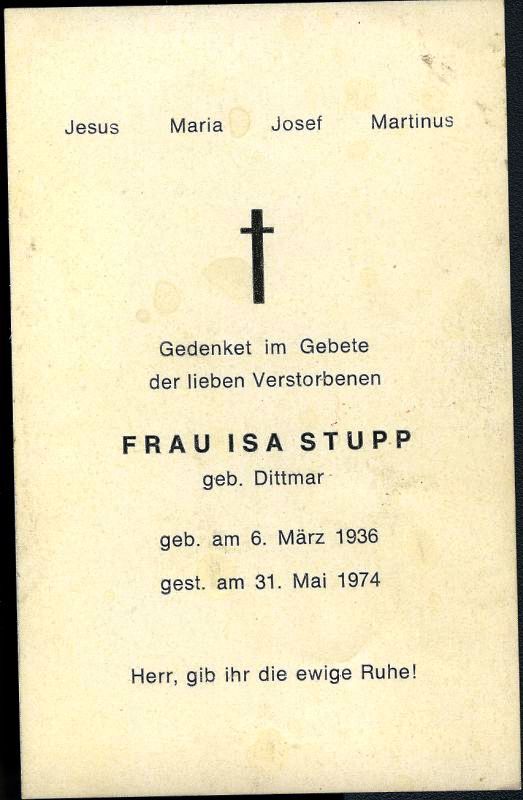 Jesus Maria Josef Martinus
Gedenket im Gebete
der lieben Verstorbenen
FRAU ISA STUPP
geb. Dittmar
geb. am 6. März 1936
gest. am 31. Mai 1974
Herr, gib ihr die ewige Ruhe!